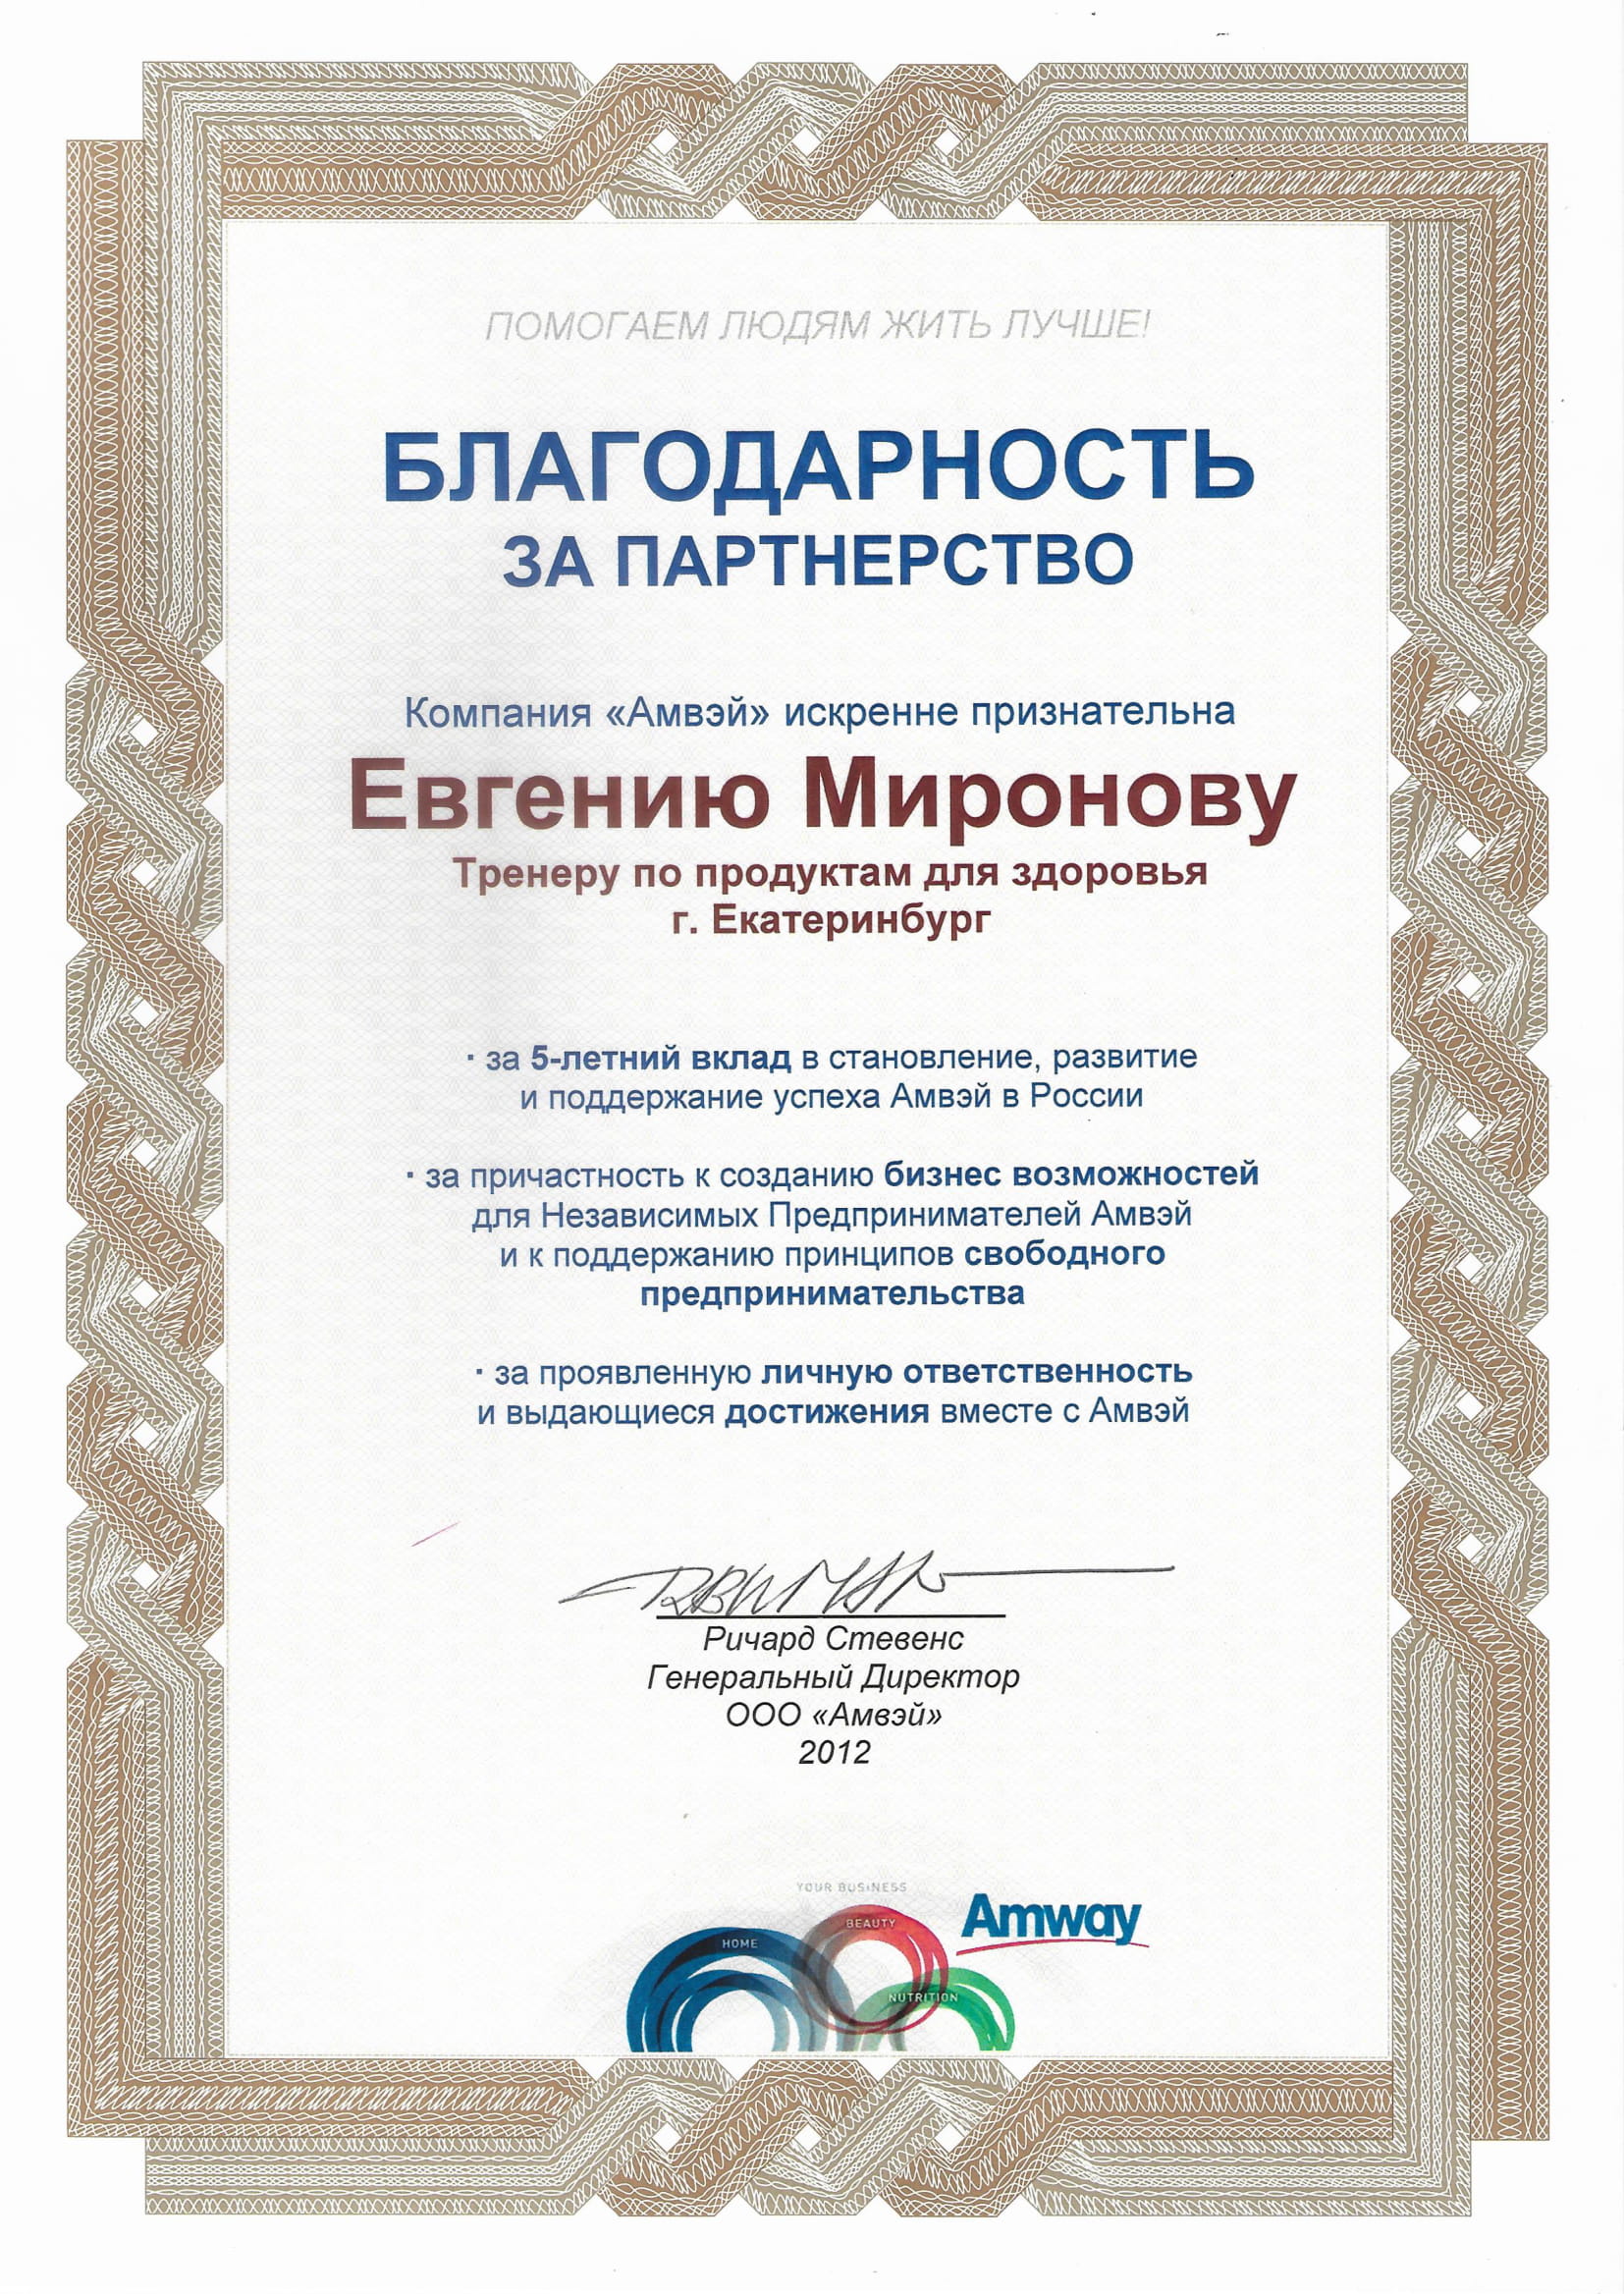 ПОМОГАЕМ ЛЮДЯМ ЖИТЬ ЛУЧШЕ!
БЛАГОДАРНОСТЬ
ЗА ПАРТНЕРСТВО
Компания «Амвэй» искренне признательна
Евгению Миронову
Тренеру по продуктам для здоровья
г. Екатеринбург
· за 5-летний вклад в становление, развитие
и поддержание успеха Амвэй в России
· за причастность к созданию бизнес возможностей
для Независимых Предпринимателей Амвэй
и к поддержанию принципов свободного
предпринимательства
· за проявленную личную ответственность
и выдающиеся достижения вместе с Амвэй
Ричард Стевенс
Генеральный Директор
ООО «Амвэй»
2012
YOUR BUSINESS
Amway
BEAUTY
HOME
NUTRITION